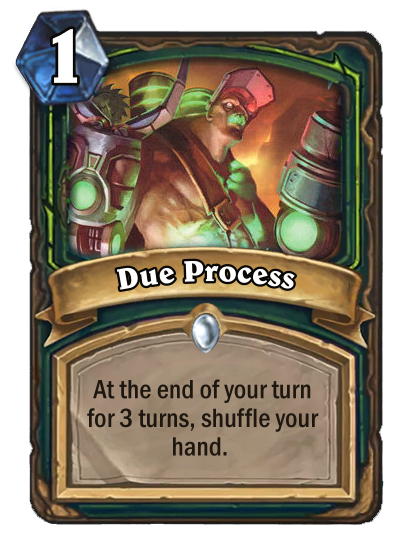 1
Due Process
At the end of your turn
for 3 turns, shuffle your
hand.